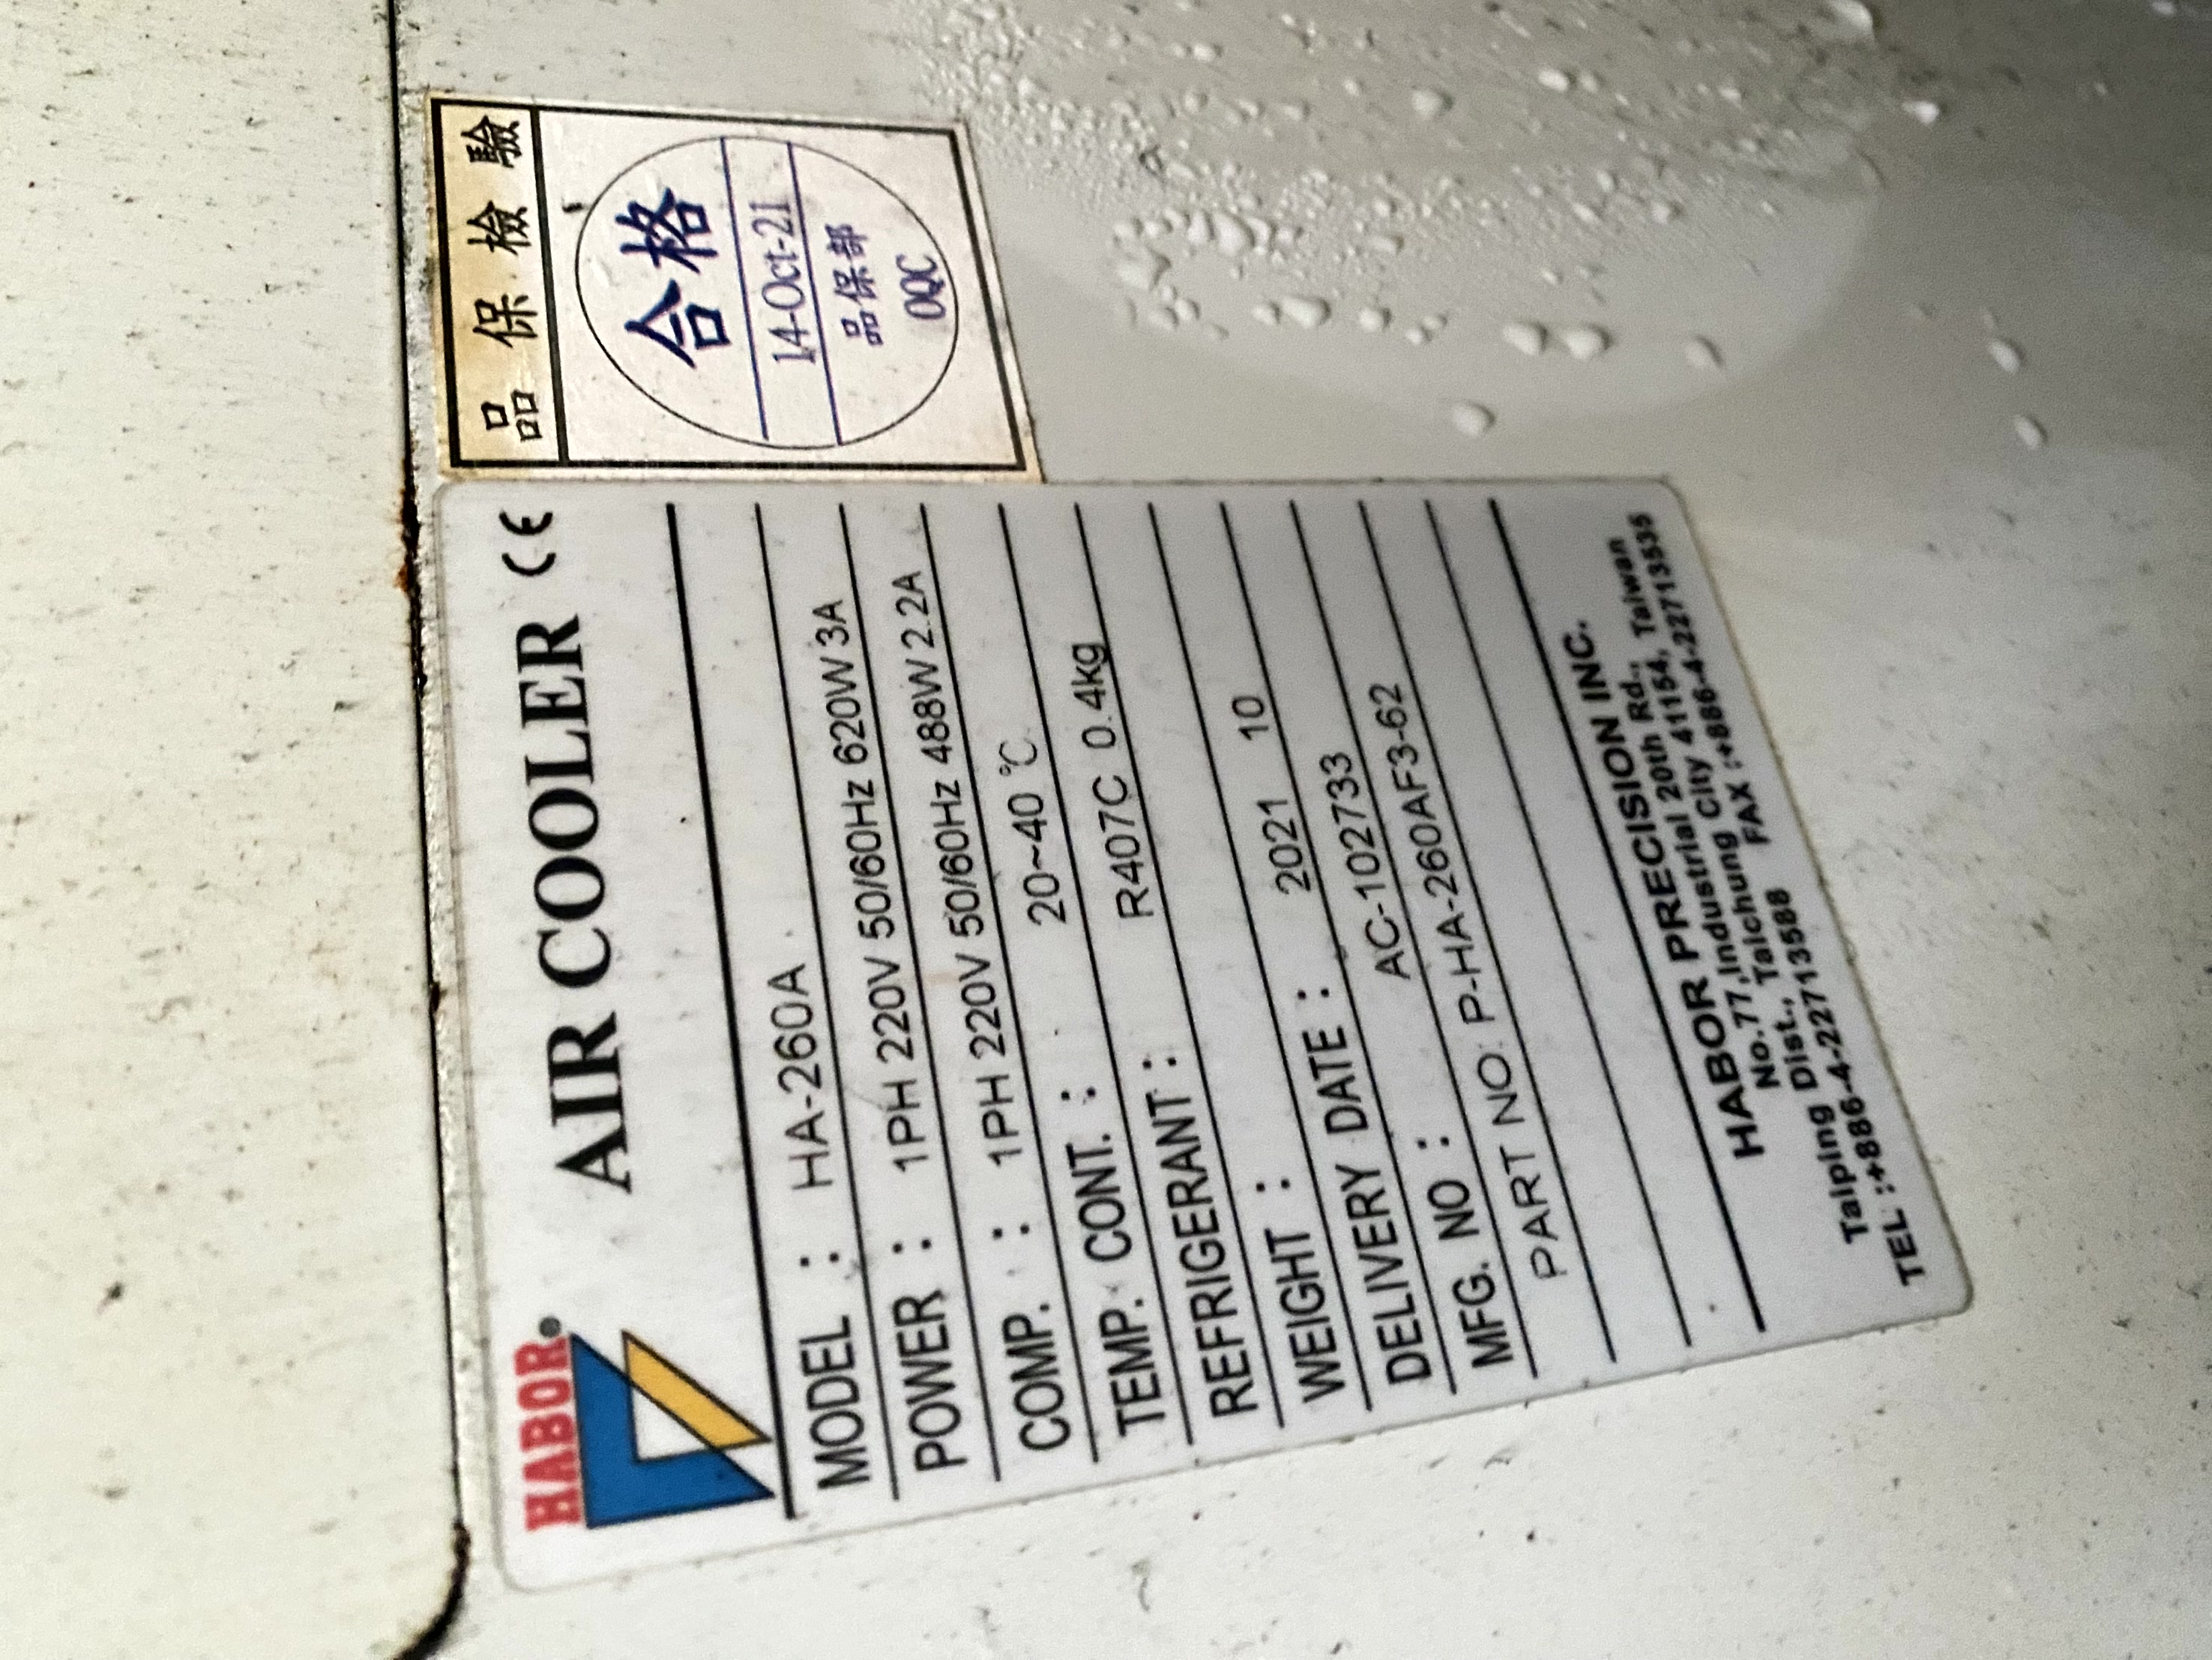 HABOR
AIR COOLER CE
MODEL : HA-260A
POWER : 1PH 220V 50/60Hz 620W 3A
COMP. : 1PH 220V 50/60Hz 488W 2.2A
TEMP. CONT. : 20~40 ℃
REFRIGERANT : R407C 0.4kg
WEIGHT :
DELIVERY DATE : 2021 10
MFG. NO : AC-102733
PART NO: P-HA-260AF3-62
HABOR PRECISION INC.
No.77,Industrial 20th Rd.,
Taiping Dist., Taichung City 41154, Taiwan
TEL :+886-4-22713588 FAX :+886-4-22713535
品保檢驗
合格
14-Oct-21
品保部
OQC